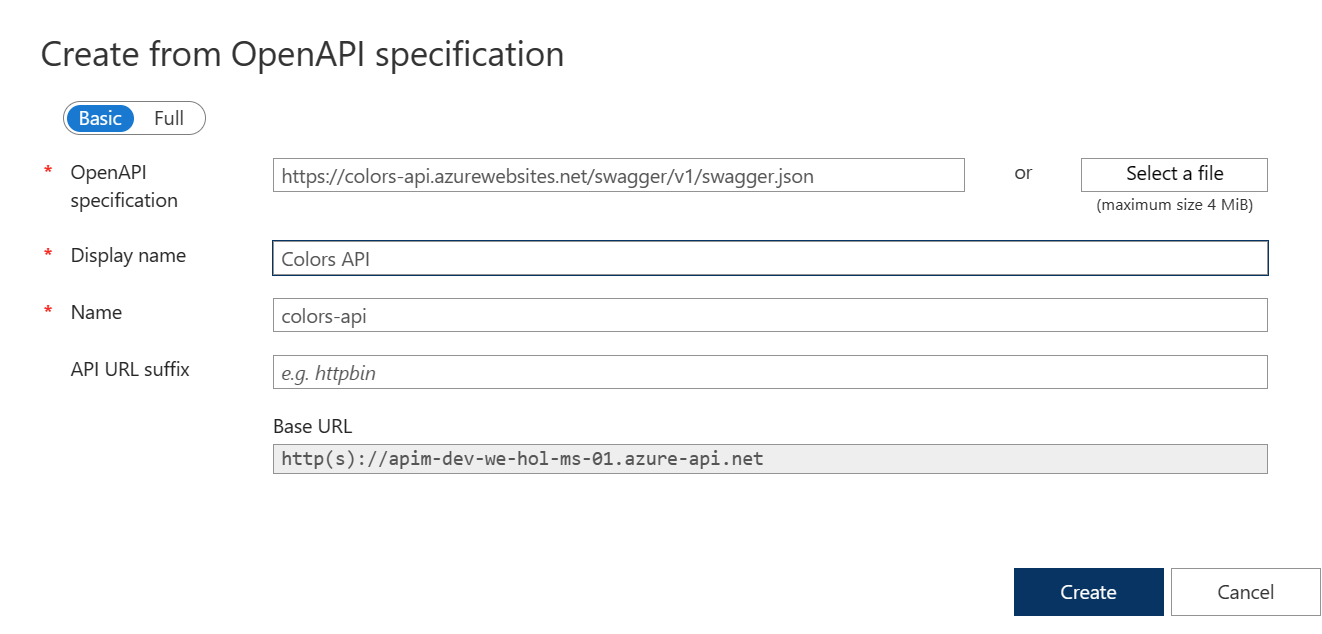 Create from OpenAPI specification
Basic Full
* OpenAPI specification
https://colors-api.azurewebsites.net/swagger/v1/swagger.json
or
Select a file
(maximum size 4 MiB)
* Display name
Colors API
* Name
colors-api
API URL suffix
e.g. httpbin
Base URL
http(s)://apim-dev-we-hol-ms-01.azure-api.net
Create Cancel